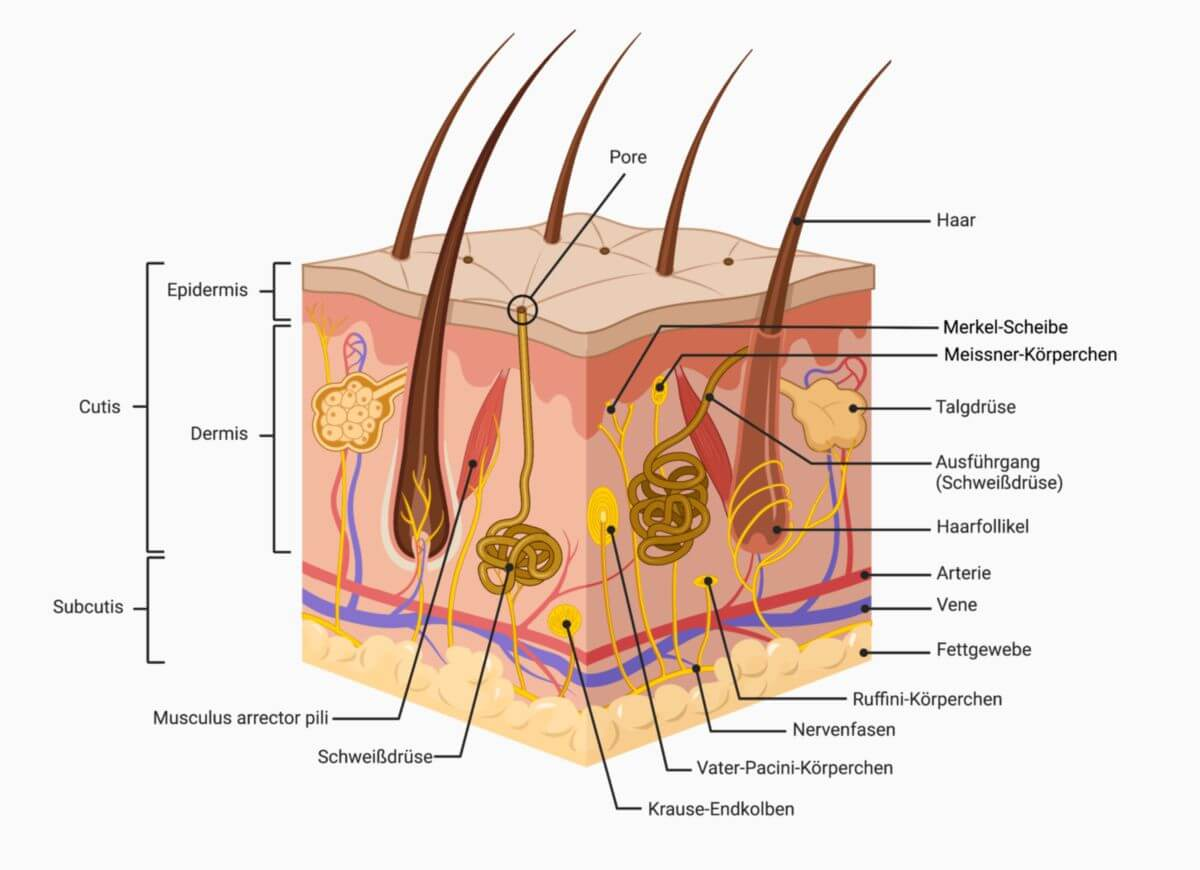 Pore
Haar
Epidermis
Merkel-Scheibe
Meissner-Körperchen
Cutis
Talgdrüse
Dermis
Ausführgang
(Schweißdrüse)
Haarfollikel
Arterie
Subcutis
Vene
Fettgewebe
Ruffini-Körperchen
Musculus arrector pili
Nervenfasen
Schweißdrüse
Vater-Pacini-Körperchen
Krause-Endkolben